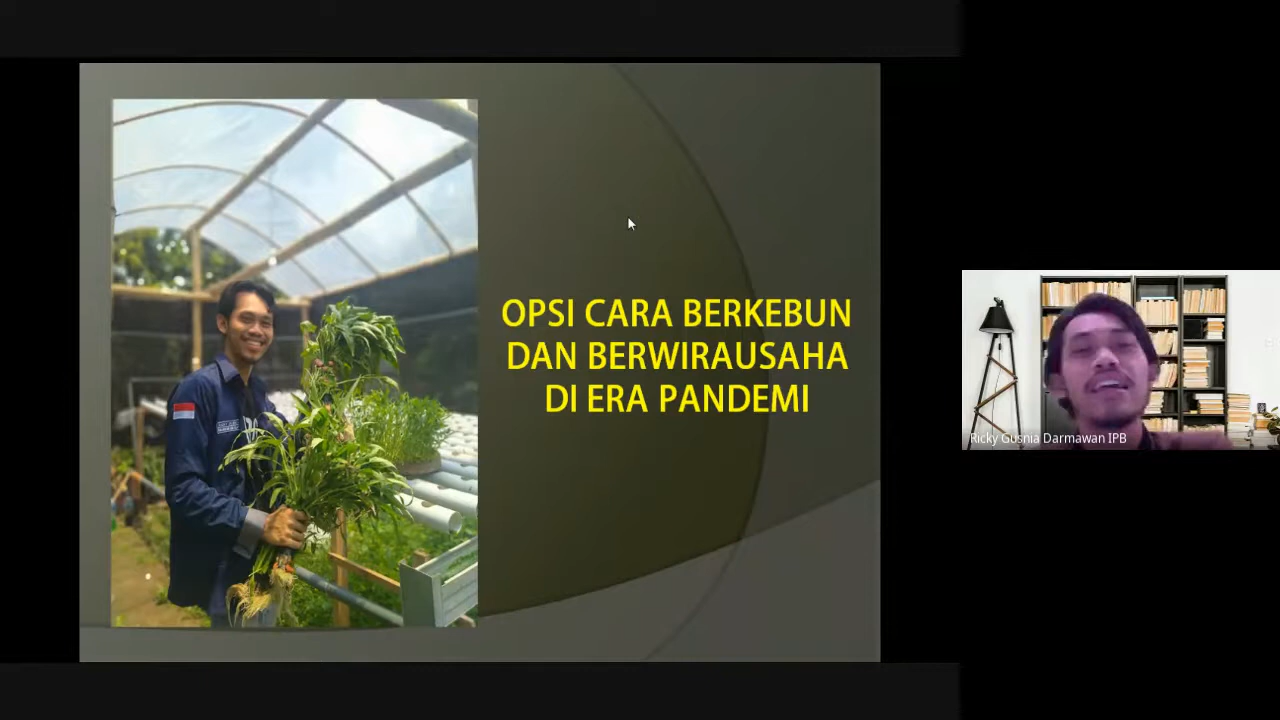 OPSI CARA BERKEBUN
DAN BERWIRAUSAHA
DI ERA PANDEMI
Ricky Gusnia Darmawan IPB